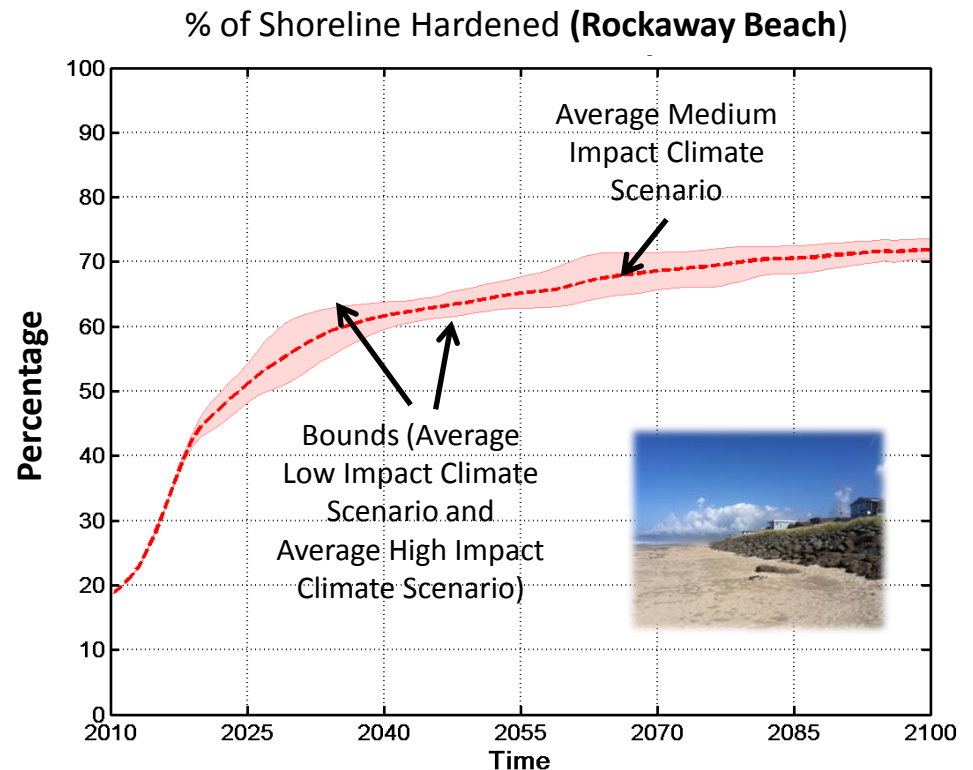 % of Shoreline Hardened (Rockaway Beach)
100
90
80
70
60
50
40
30
20
10
0
Percentage
Average Medium
Impact Climate
Scenario
Bounds (Average
Low Impact Climate
Scenario and
Average High Impact
Climate Scenario)
2010 2025 2040 2055 2070 2085 2100
Time